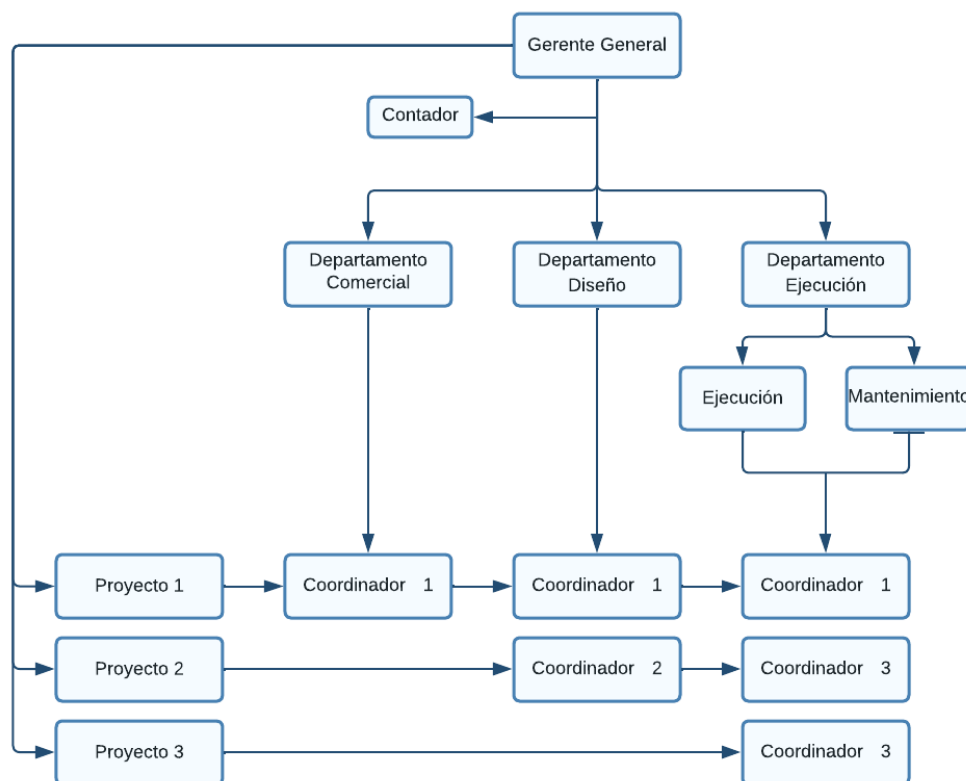 Gerente General
Contador
Departamento
Comercial
Departamento
Diseño
Departamento
Ejecución
Ejecución
Mantenimiento
Proyecto 1
Coordinador 1
Coordinador 1
Coordinador 1
Proyecto 2
Coordinador 2
Coordinador 3
Proyecto 3
Coordinador 3